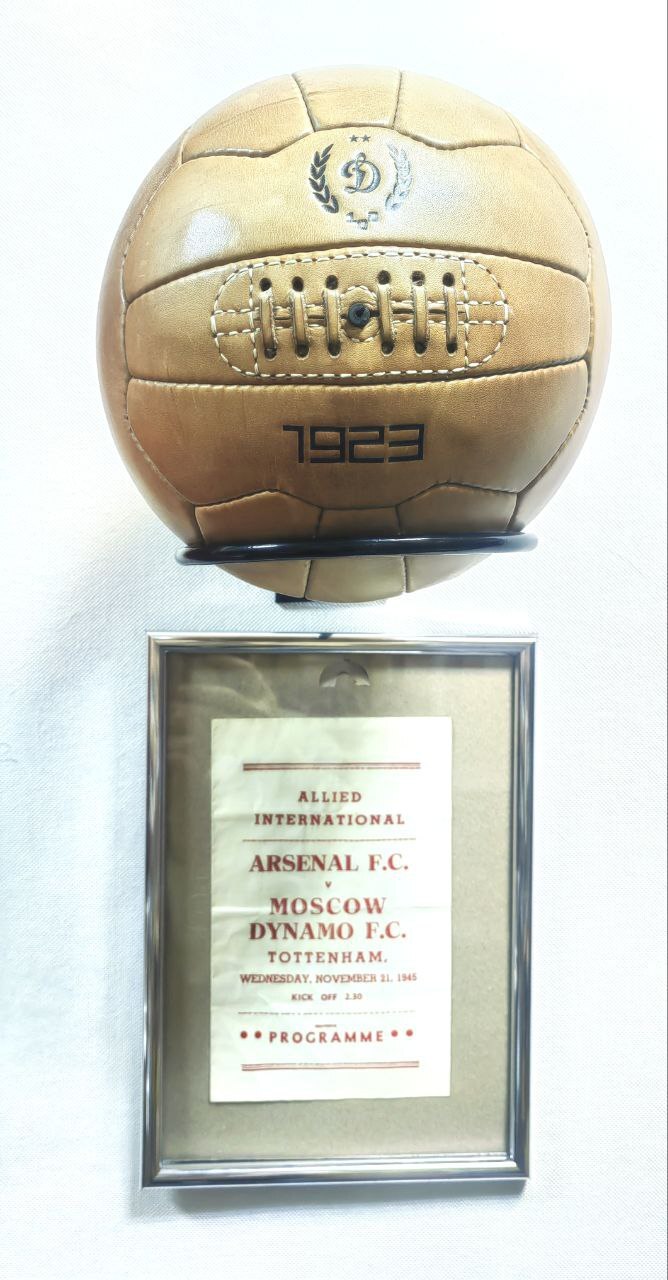 D
1923
ALLIED
INTERNATIONAL
ARSENAL F.C.
v
MOSCOW
DYNAMO F.C.
TOTTENHAM,
WEDNESDAY, NOVEMBER 21. 1945
KICK OFF 2.30
•• PROGRAMME ••